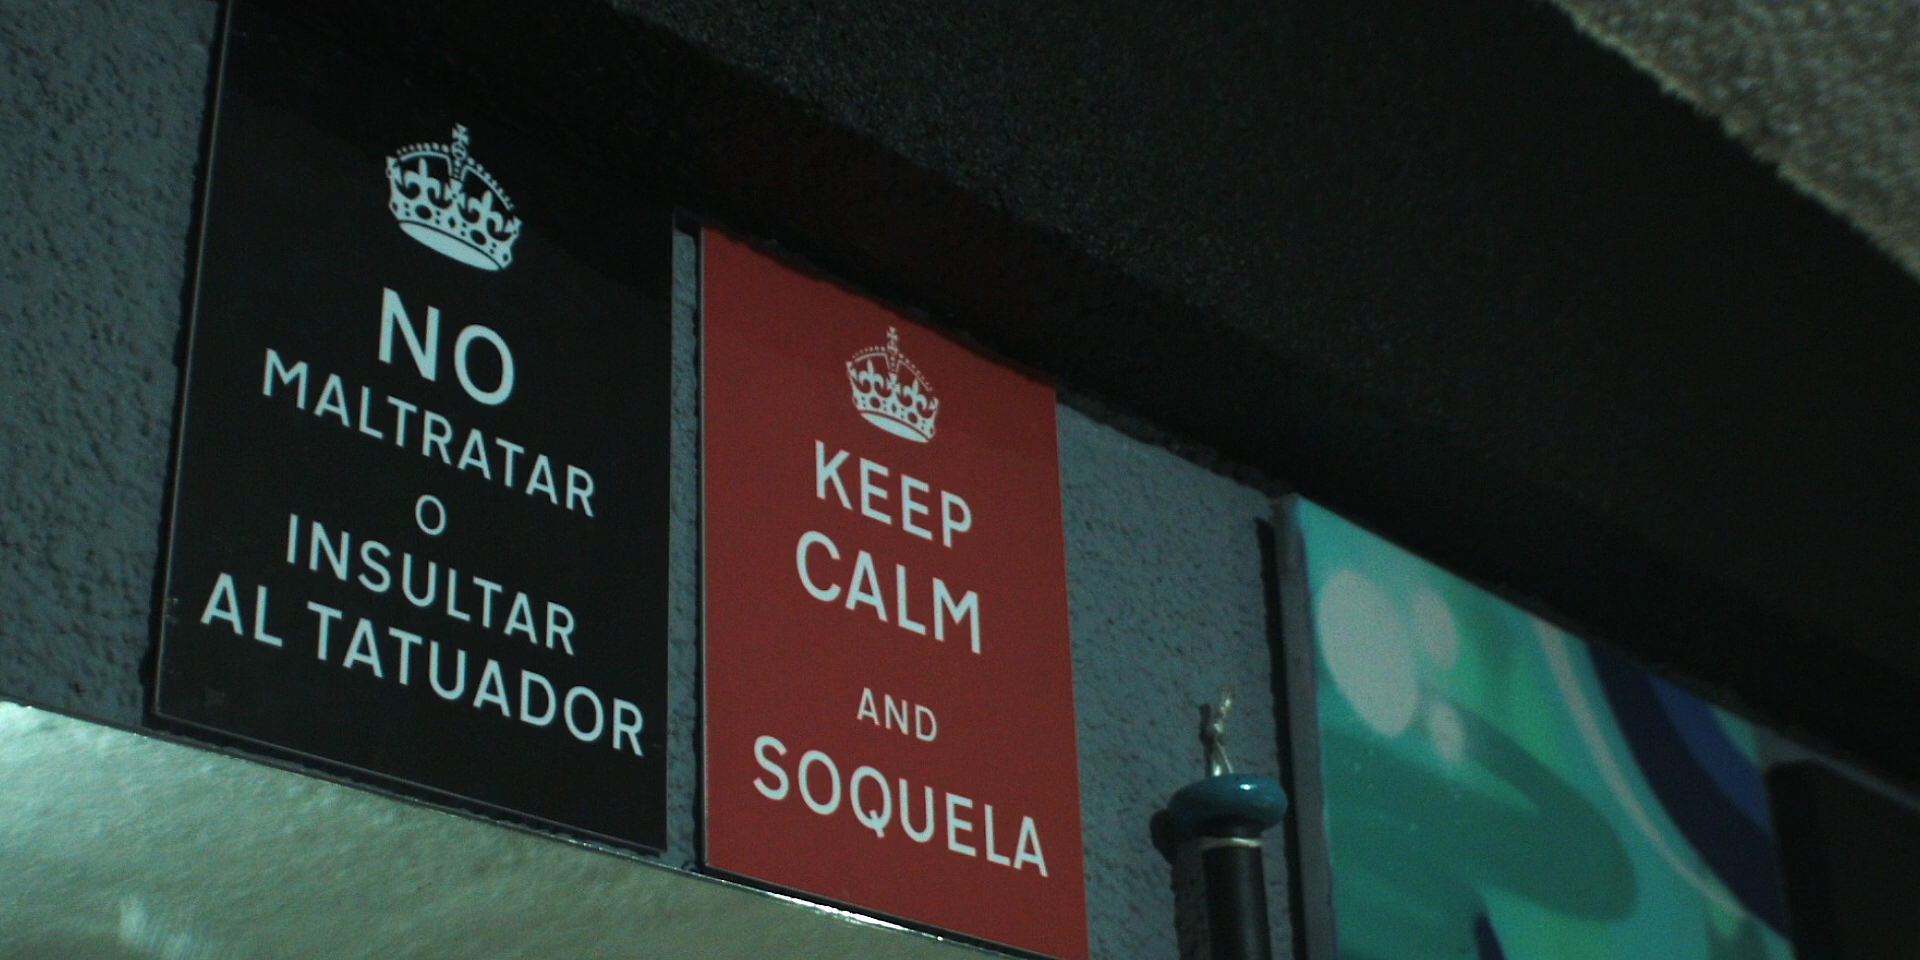 NO
MALTRATAR
O
INSULTAR
AL TATUADOR
KEEP
CALM
AND
SOQUELA